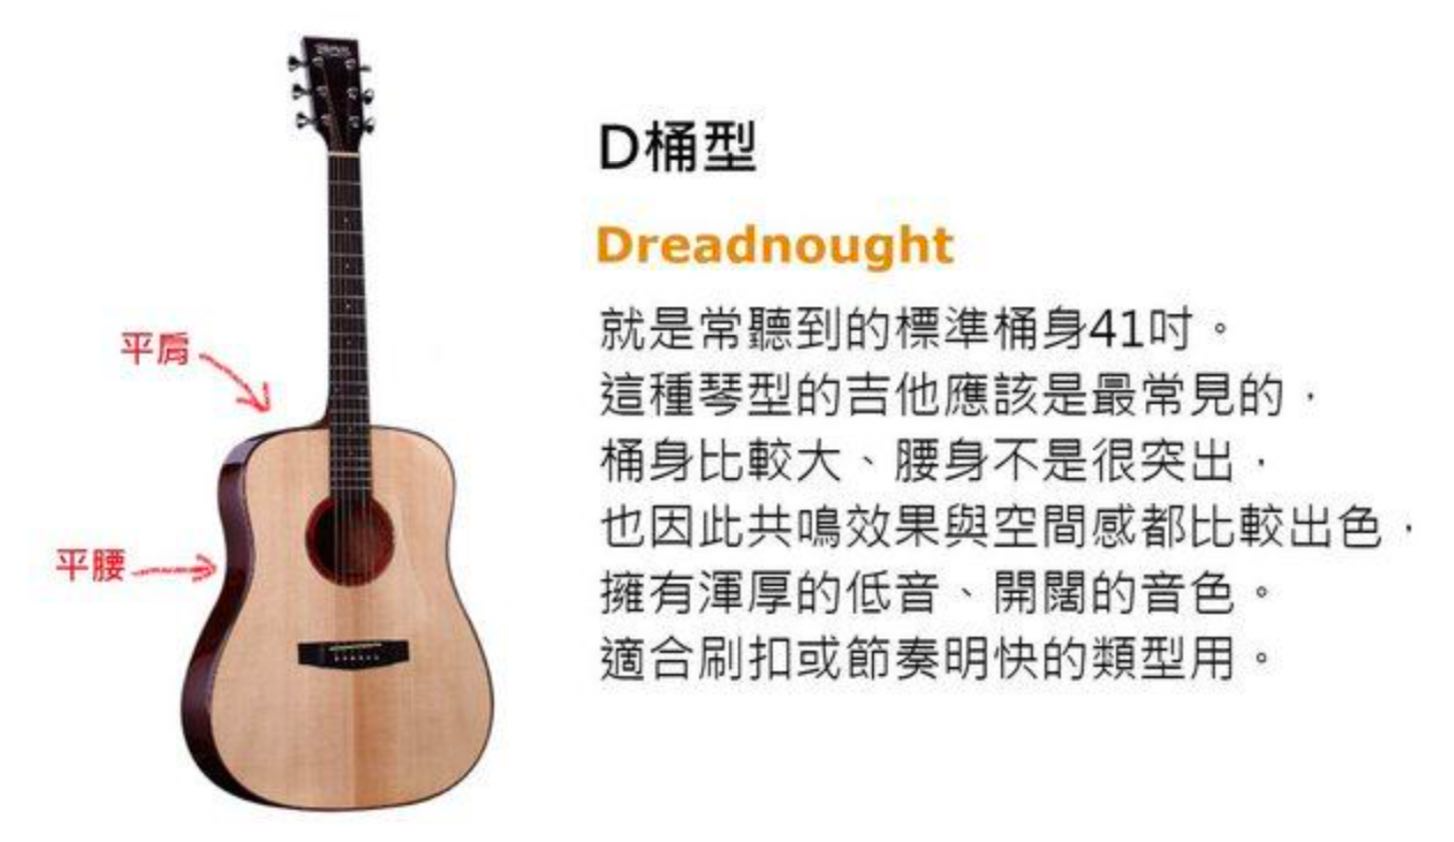 D桶型
Dreadnought
就是常聽到的標準桶身41吋。
這種琴型的吉他應該是最常見的，
桶身比較大、腰身不是很突出，
也因此共鳴效果與空間感都比較出色，
擁有渾厚的低音、開闊的音色。
適合刷扣或節奏明快的類型用。
平肩
平腰